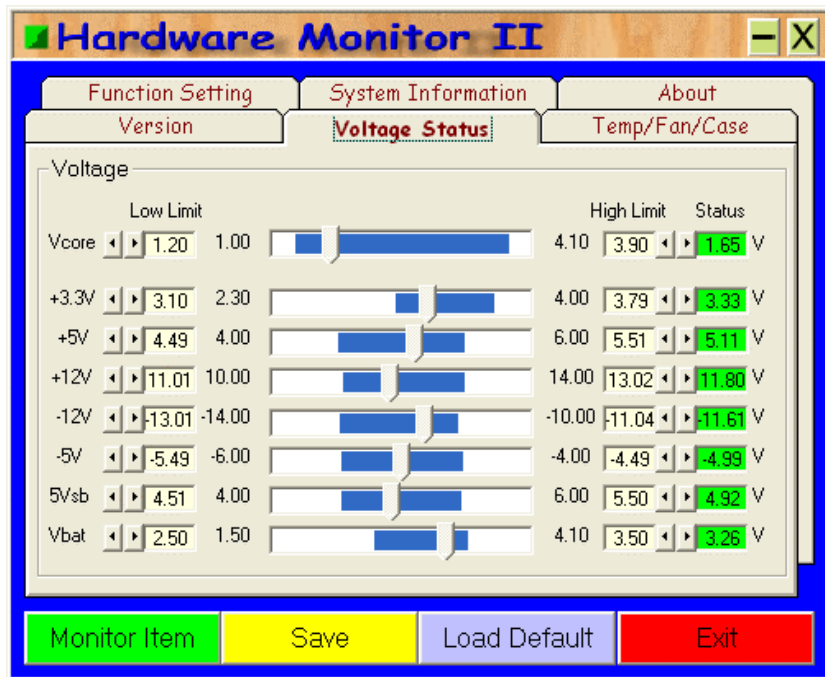 Hardware Monitor II
Function Setting System Information About
Version Voltage Status Temp/Fan/Case
Voltage
Low Limit High Limit Status
Vcore 1.20 1.00 4.10 3.90 1.65 V
+3.3V 3.10 2.30 4.00 3.79 3.33 V
+5V 4.49 4.00 6.00 5.51 5.11 V
+12V 11.01 10.00 14.00 13.02 11.80 V
-12V -13.01 -14.00 -10.00 -11.04 -11.61 V
-5V -5.49 -6.00 -4.00 -4.49 -4.99 V
5Vsb 4.51 4.00 6.00 5.50 4.92 V
Vbat 2.50 1.50 4.10 3.50 3.26 V
Monitor Item Save Load Default Exit